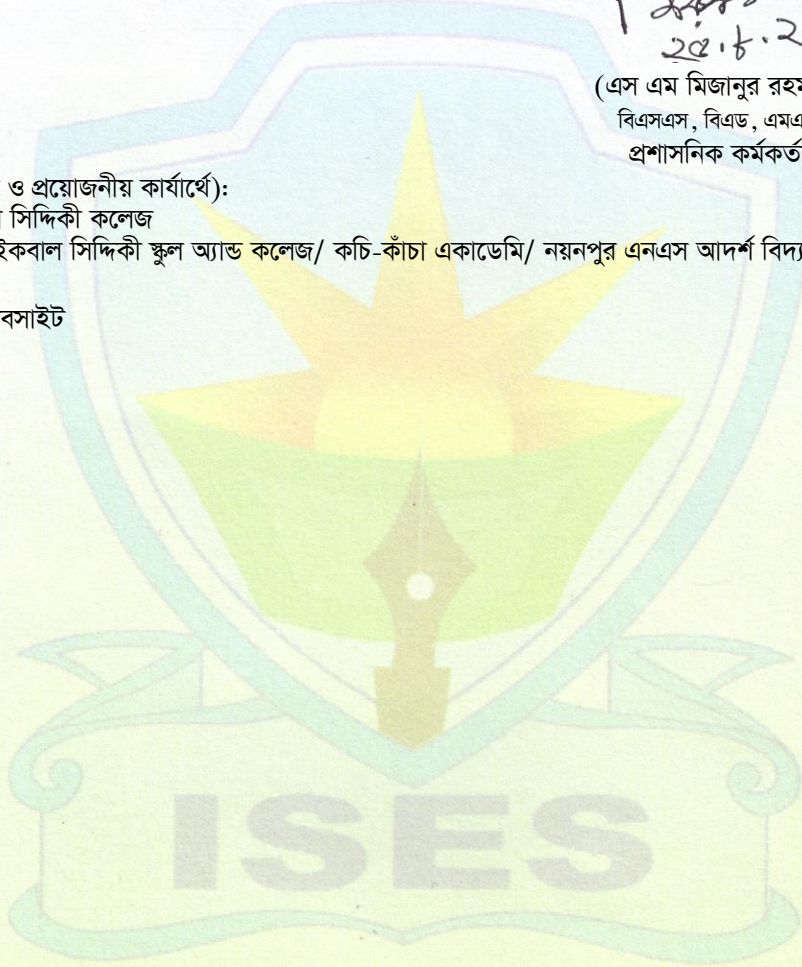 ২৫.৮.২
(এস এম মিজানুর রহম
বিএসএস, বিএড, এমএ
প্রশাসনিক কর্মকর্ত
ও প্রয়োজনীয় কার্যার্থে):
সিদ্দিকী কলেজ
ইকবাল সিদ্দিকী স্কুল অ্যান্ড কলেজ/ কচি-কাঁচা একাডেমি/ নয়নপুর এনএস আদর্শ বিদ্য
বসাইট
ISES